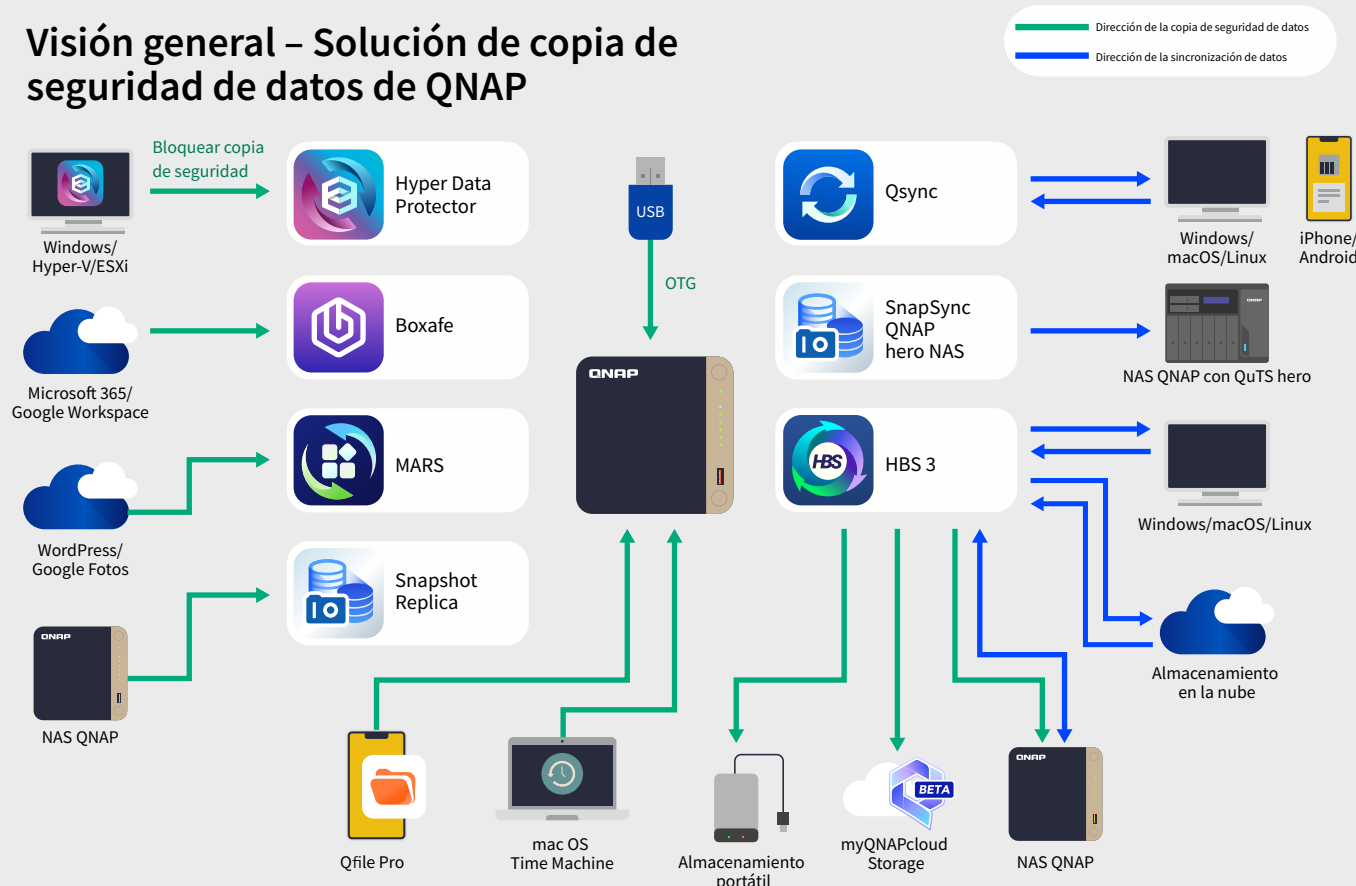 Visión general – Solución de copia de
seguridad de datos de QNAP
Dirección de la copia de seguridad de datos
Dirección de la sincronización de datos
Bloquear copia
de seguridad
Windows/
Hyper-V/ESXi
Hyper Data
Protector
USB
OTG
Qsync
Windows/
macOS/Linux
iPhone/
Android
Microsoft 365/
Google Workspace
Boxafe
SnapSync
QNAP
hero NAS
QNAP
NAS QNAP con QuTS hero
QNAP
WordPress/
Google Fotos
MARS
HBS
HBS 3
Windows/macOS/Linux
Snapshot
Replica
QNAP
NAS QNAP
Almacenamiento
en la nube
Qfile Pro
mac OS
Time Machine
Almacenamiento
portátil
BETA
myQNAPcloud
Storage
QNAP
NAS QNAP